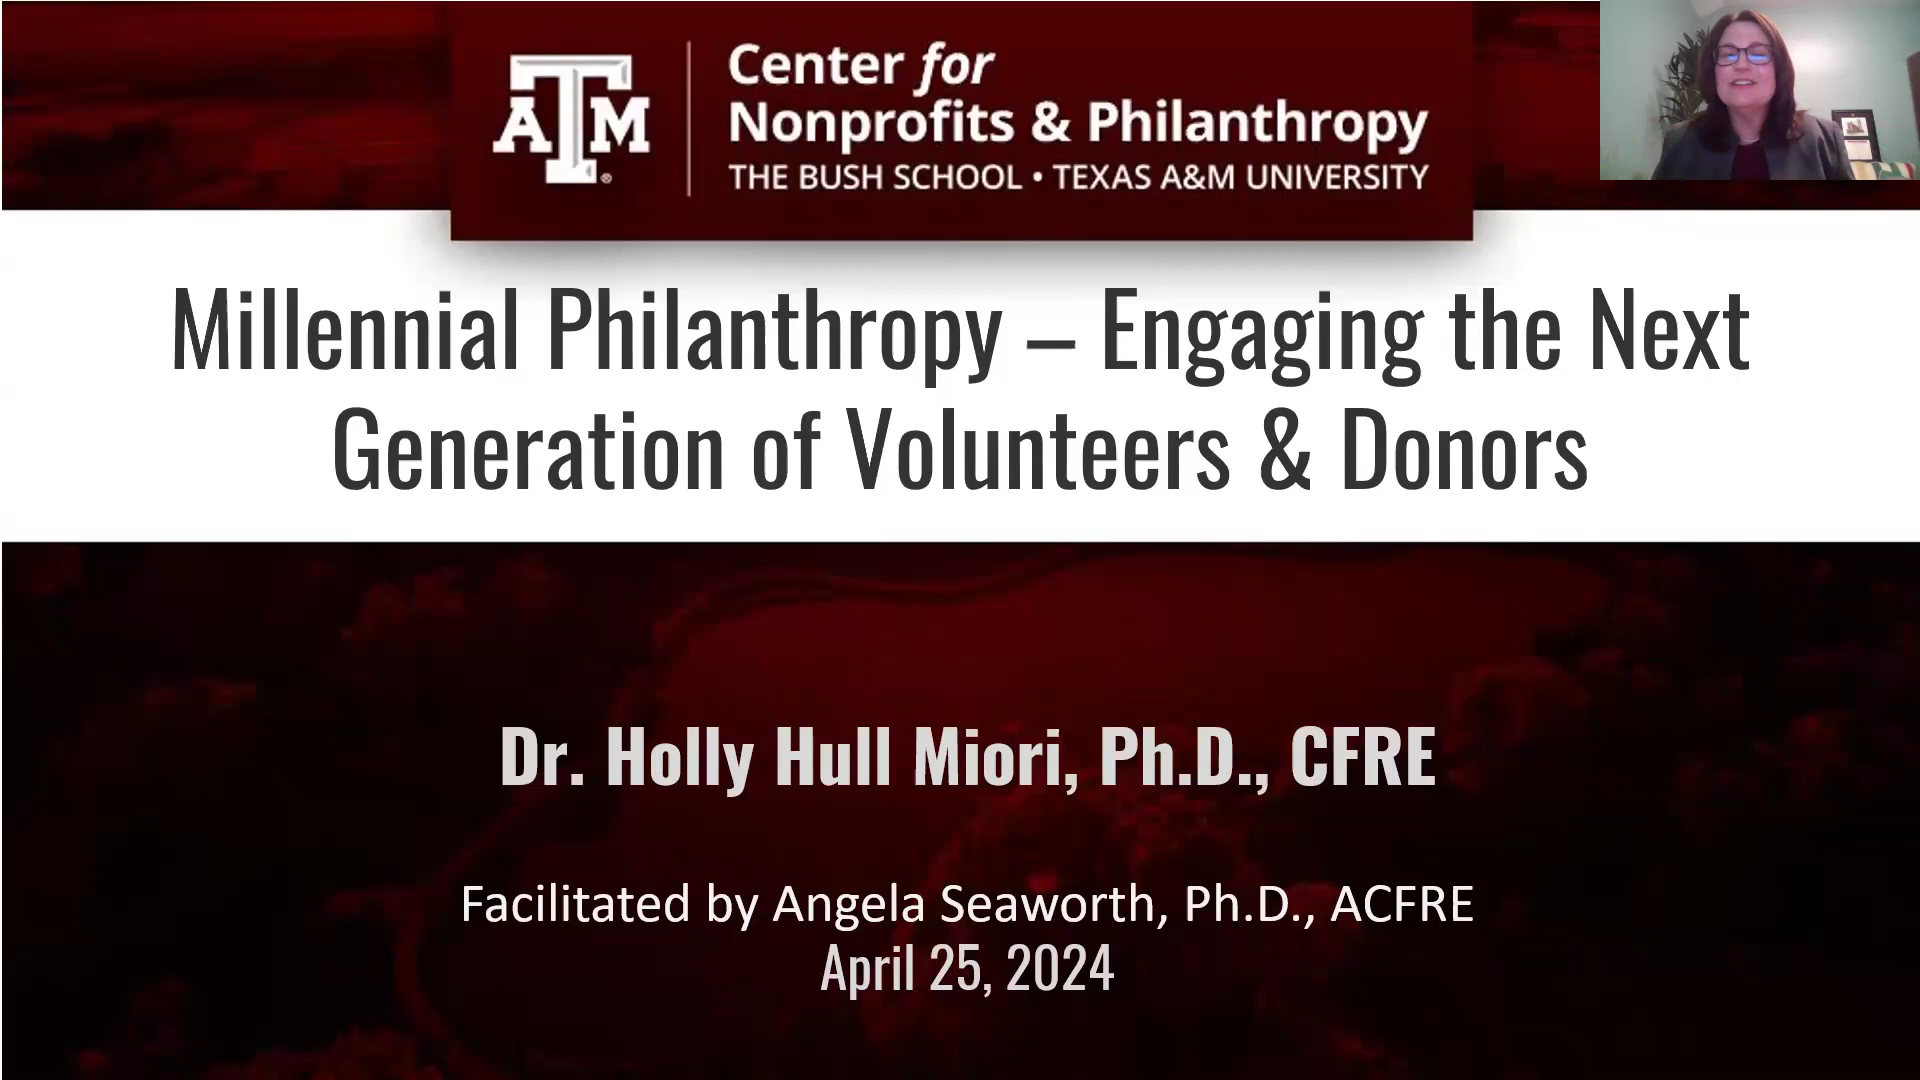 ATM®
Center for
Nonprofits & Philanthropy
THE BUSH SCHOOL • TEXAS A&M UNIVERSITY
Millennial Philanthropy – Engaging the Next
Generation of Volunteers & Donors
Dr. Holly Hull Miori, Ph.D., CFRE
Facilitated by Angela Seaworth, Ph.D., ACFRE
April 25, 2024